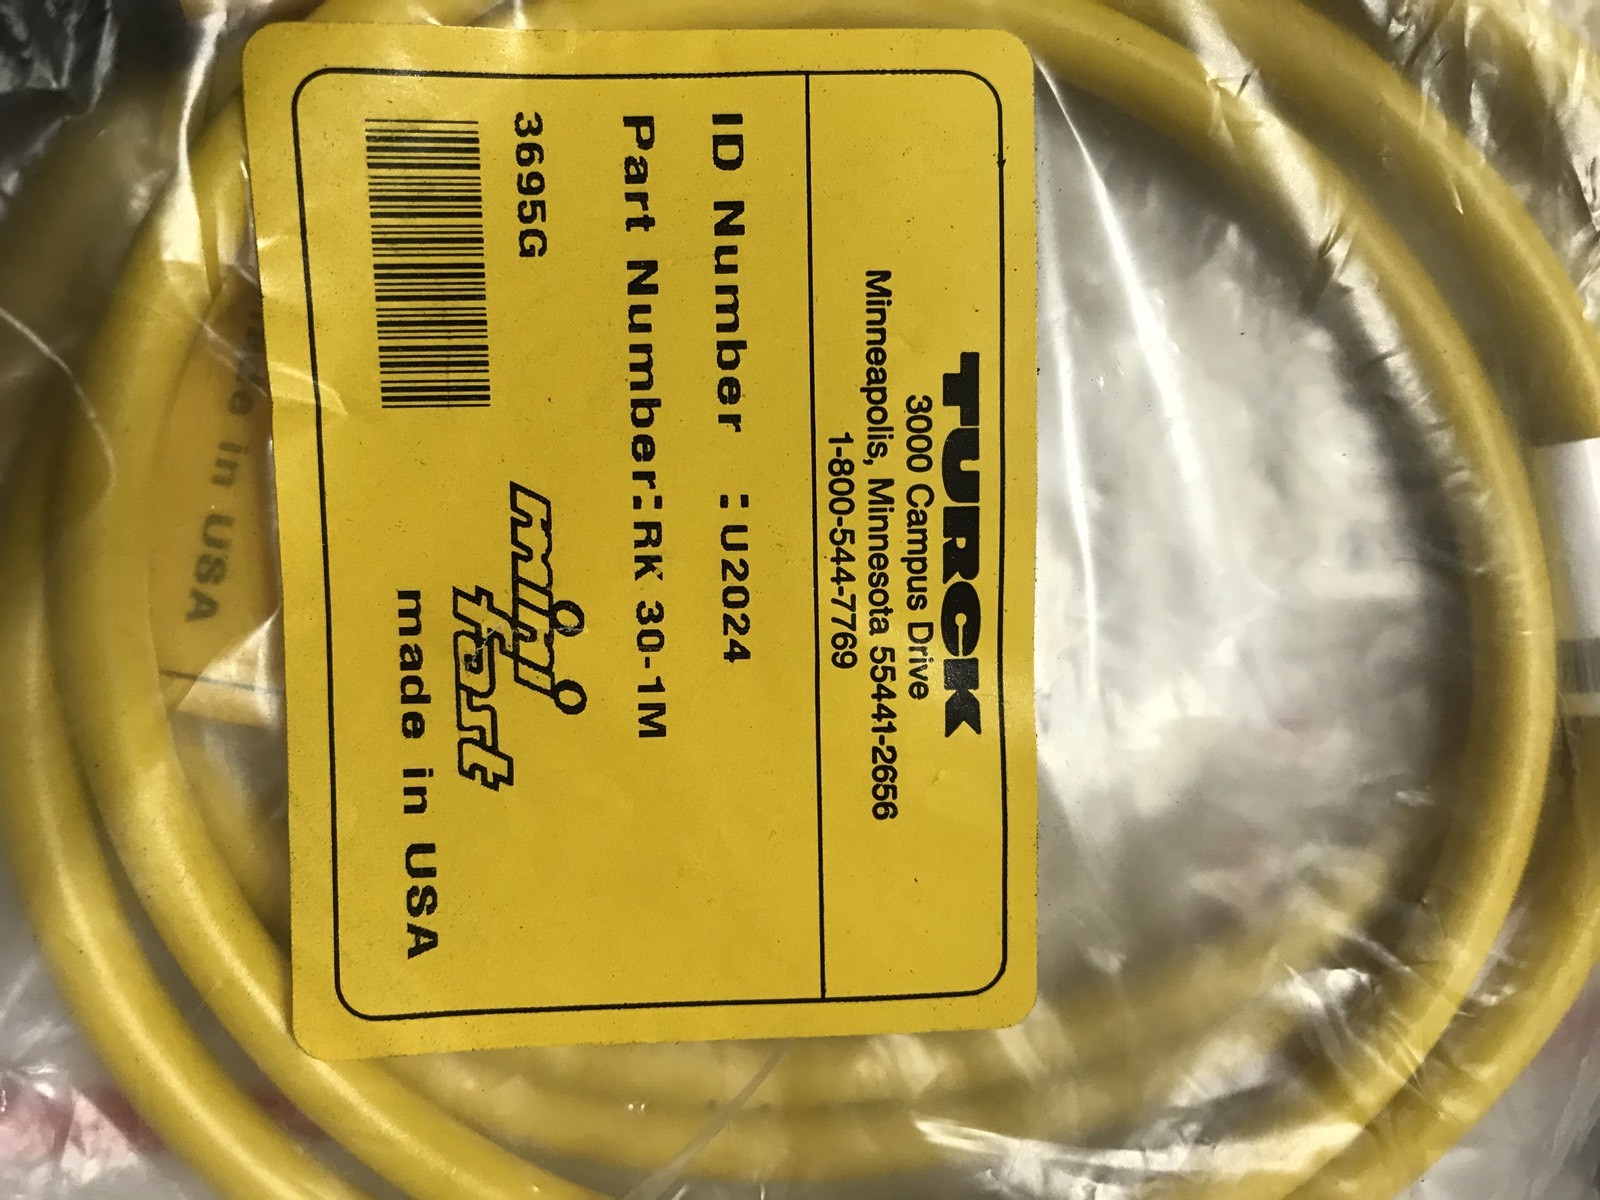 TURCK
3000 Campus Drive
Minneapolis, Minnesota 55441-2656
1-800-544-7769
ID Number :U2024
Part Number:RK 30-1M
3695G
mini
fast
made in USA
in USA